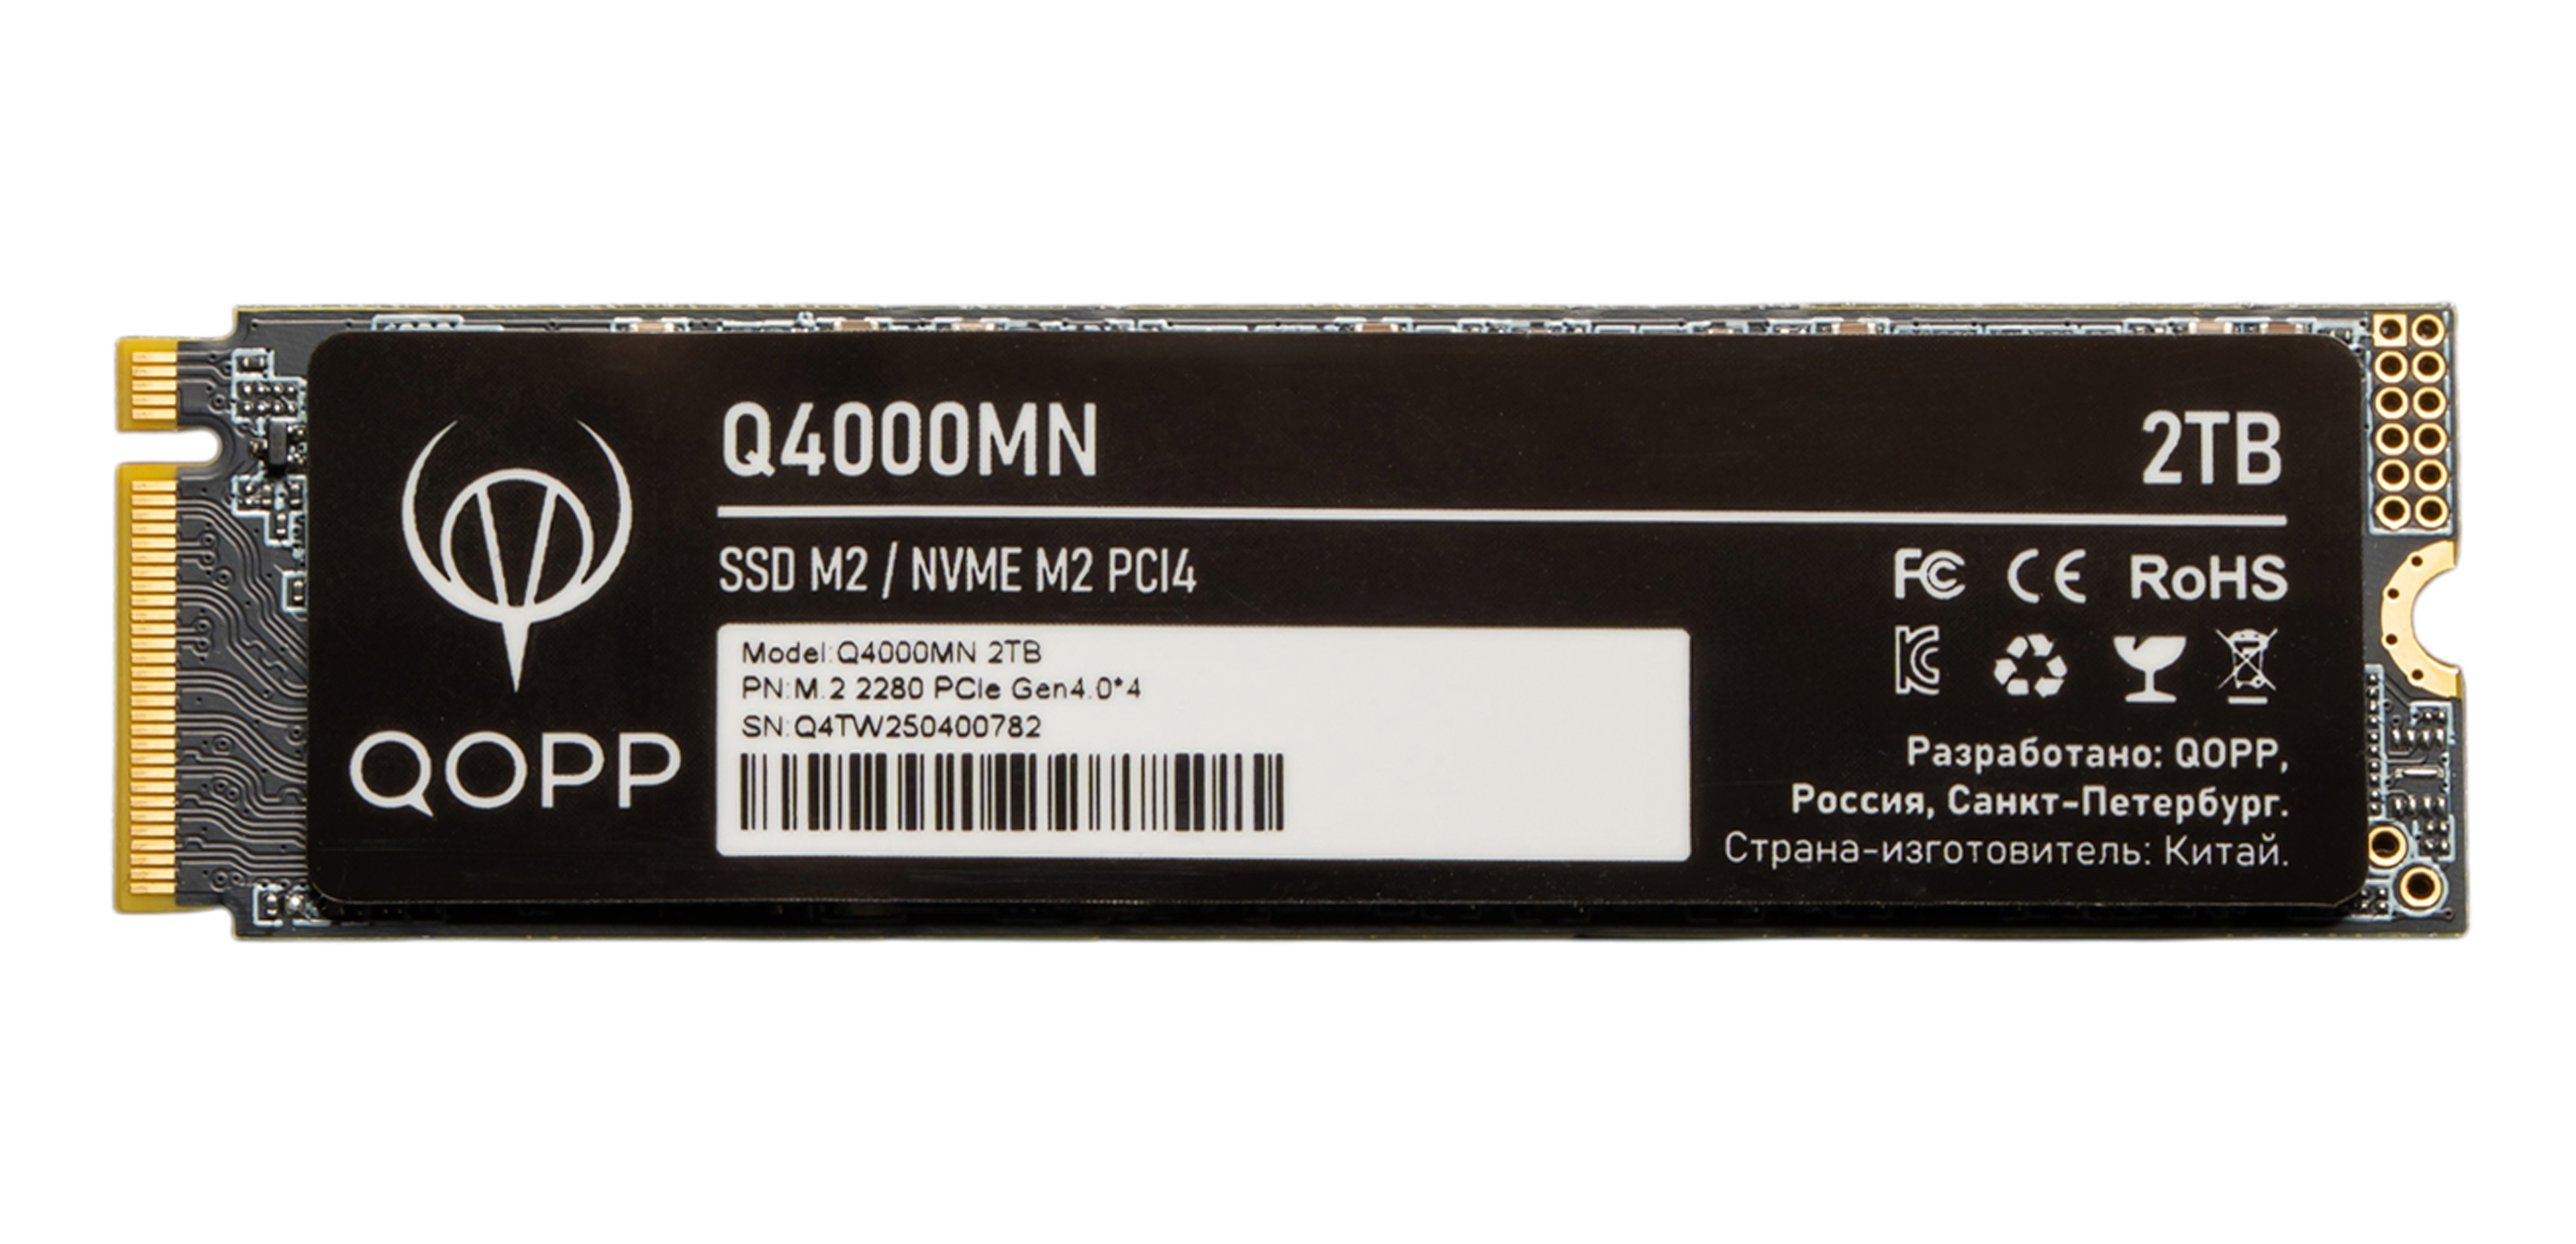 Q4000MN
2TB
SSD M2 / NVME M2 PCI4
Model:Q4000MN 2TB
PN:M.2 2280 PCIe Gen4.0*4
SN:Q4TW250400782
QOPP
FC CE RoHS
Разработано: QOPP,
Россия, Санкт-Петербург.
Страна-изготовитель: Китай.